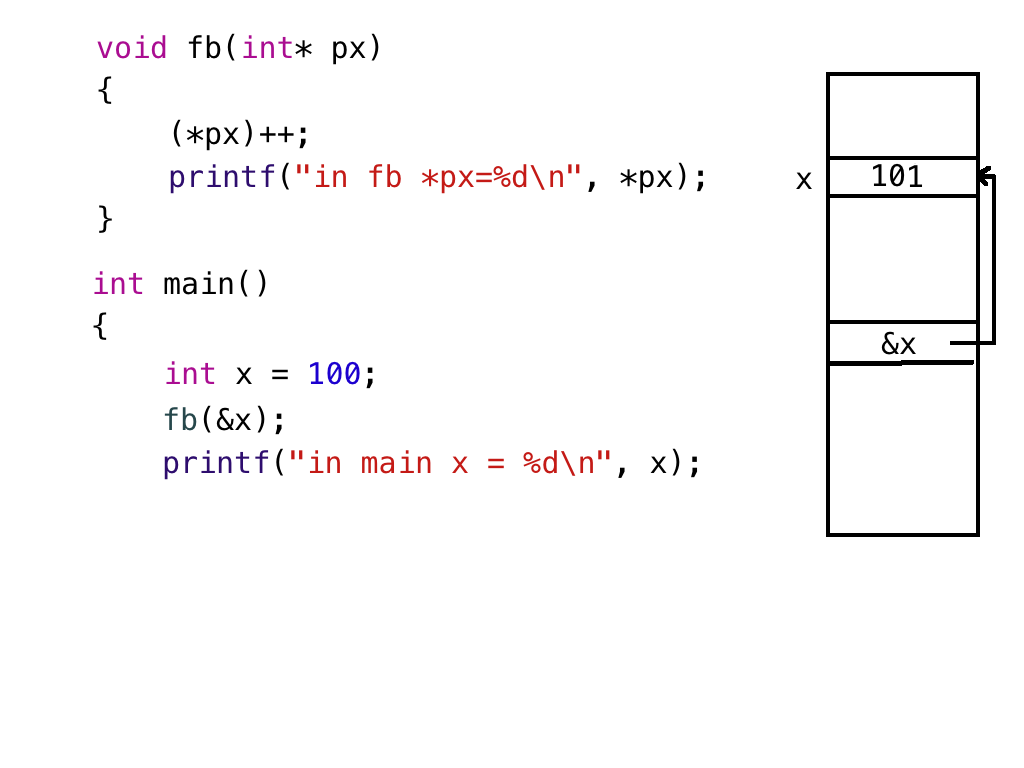 void fb(int* px)
{
    (*px)++;
    printf("in fb *px=%d\n", *px);
}
int main()
{
    int x = 100;
    fb(&x);
    printf("in main x = %d\n", x);
x 101
&x